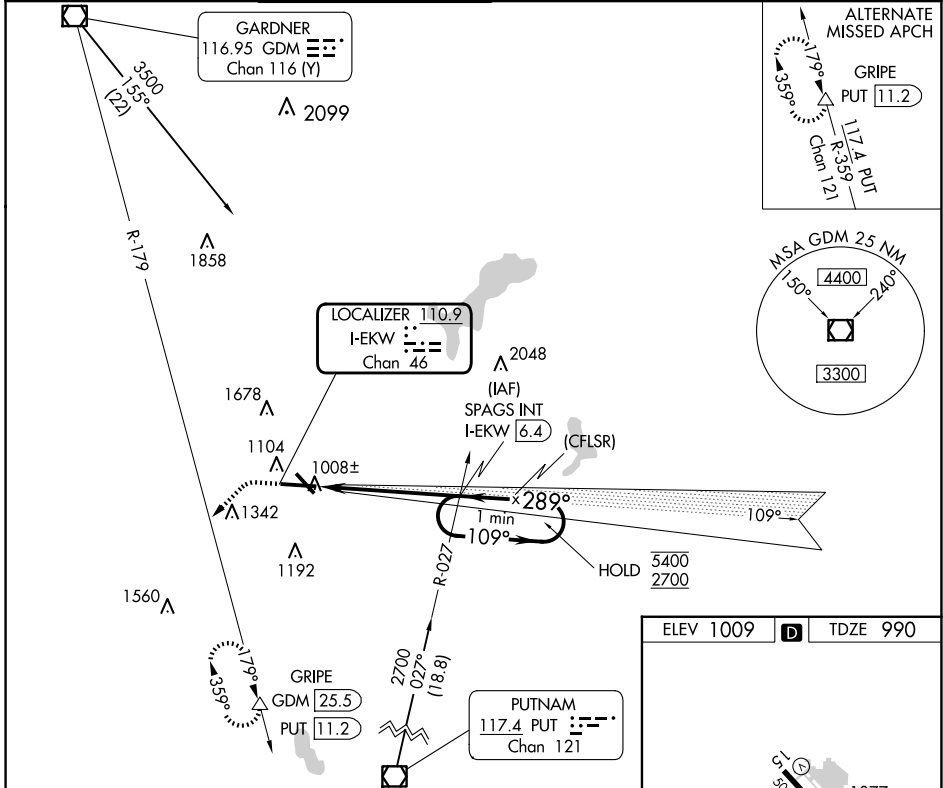 GARDNER
116.95 GDM
Chan 116 (Y)
3500
155°
(22)
2099
ALTERNATE
MISSED APCH
179°
359°
GRIPE
PUT 11.2
117.4 PUT
R-359
Chan 121
R-179
1858
MSA GDM 25 NM
150°
4400
240°
3300
LOCALIZER 110.9
I-EKW
Chan 46
2048
(IAF)
SPAGS INT
I-EKW 6.4
(CFLSR)
1678
1104
1008±
1342
289°
1 min
109°
109°
HOLD 5400
2700
1192
R-027
1560
2700
027°
(18.8)
179°
359°
GRIPE
GDM 25.5
PUT 11.2
PUTNAM
117.4 PUT
Chan 121
ELEV 1009 D TDZE 990
15
V